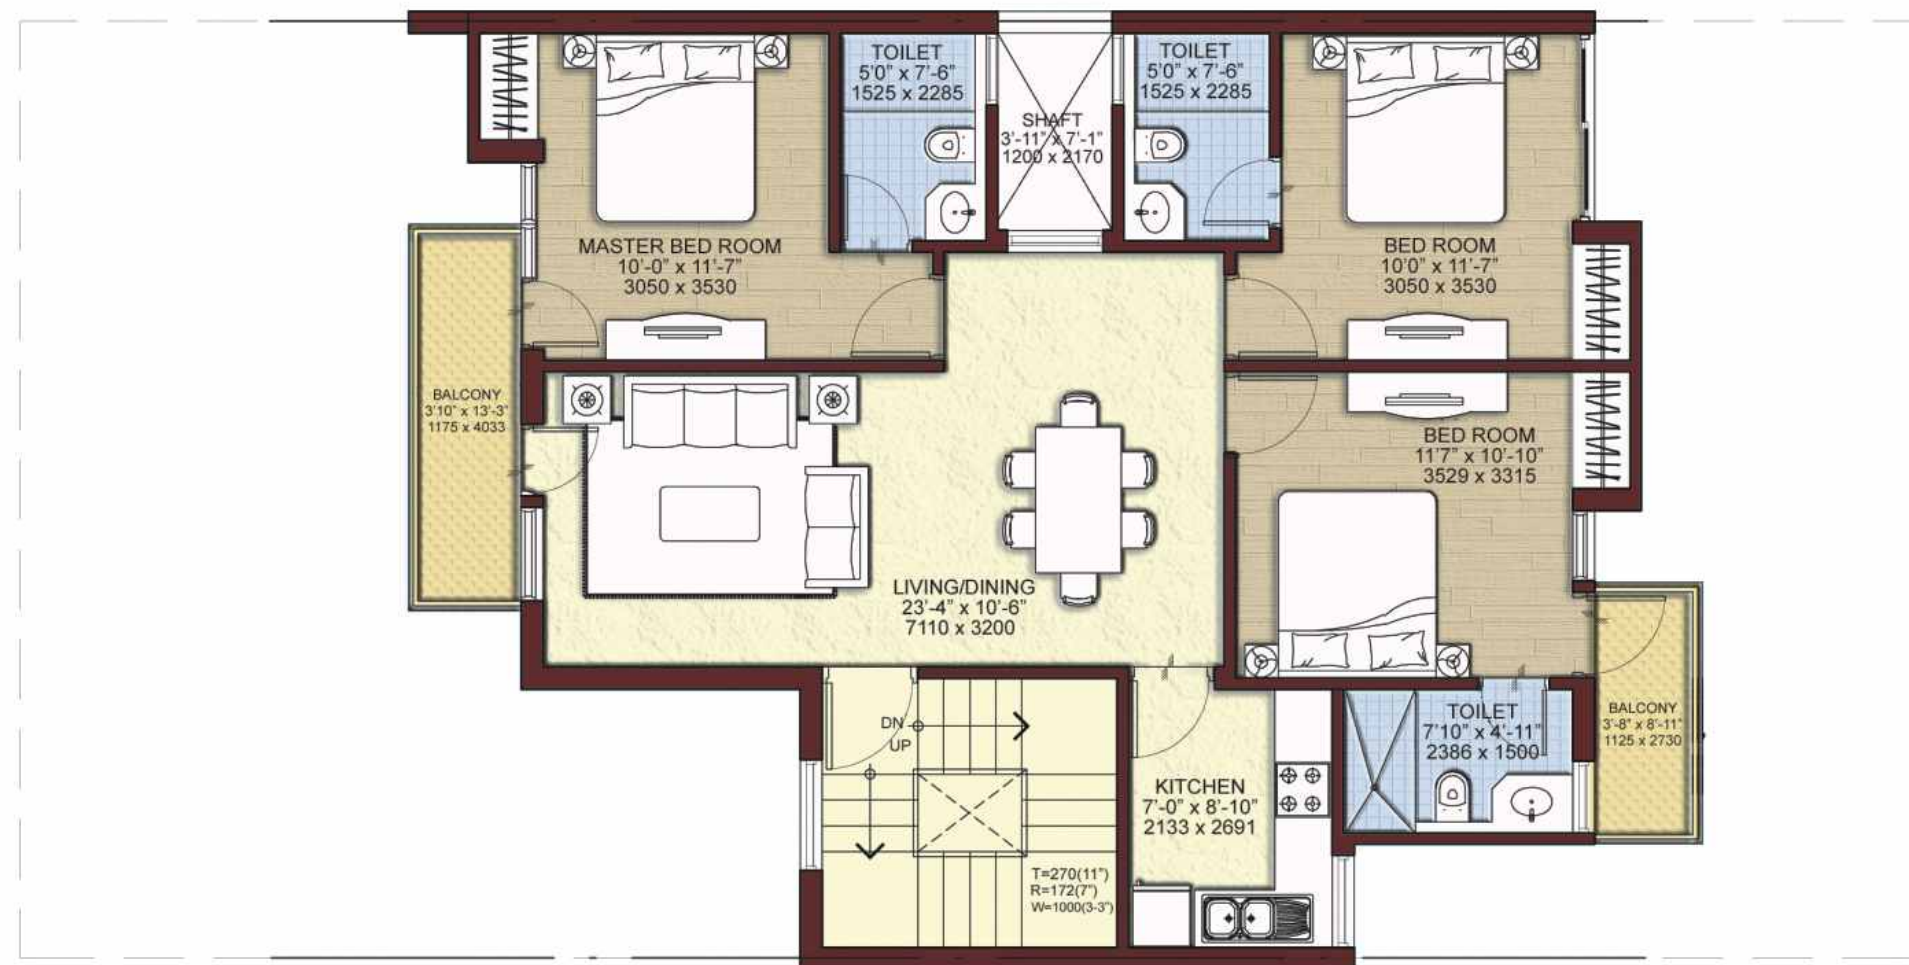 TOILET
5'0" x 7'-6"
1525 x 2285
SHAFT
3'-11" x 7'-1"
1200 x 2170
TOILET
5'0" x 7'-6"
1525 x 2285
MASTER BED ROOM
10'-0" x 11'-7"
3050 x 3530
BED ROOM
10'0" x 11'-7"
3050 x 3530
BALCONY
3'10" x 13'-3"
1175 x 4033
BED ROOM
11'7" x 10'-10"
3529 x 3315
LIVING/DINING
23'-4" x 10'-6"
7110 x 3200
DN
UP
TOILET
7'10" x 4'-11"
2386 x 1500
BALCONY
3'-8" x 8'-11"
1125 x 2730
KITCHEN
7'-0" x 8'-10"
2133 x 2691
T=270(11")
R=172(7")
W=1000(3-3")